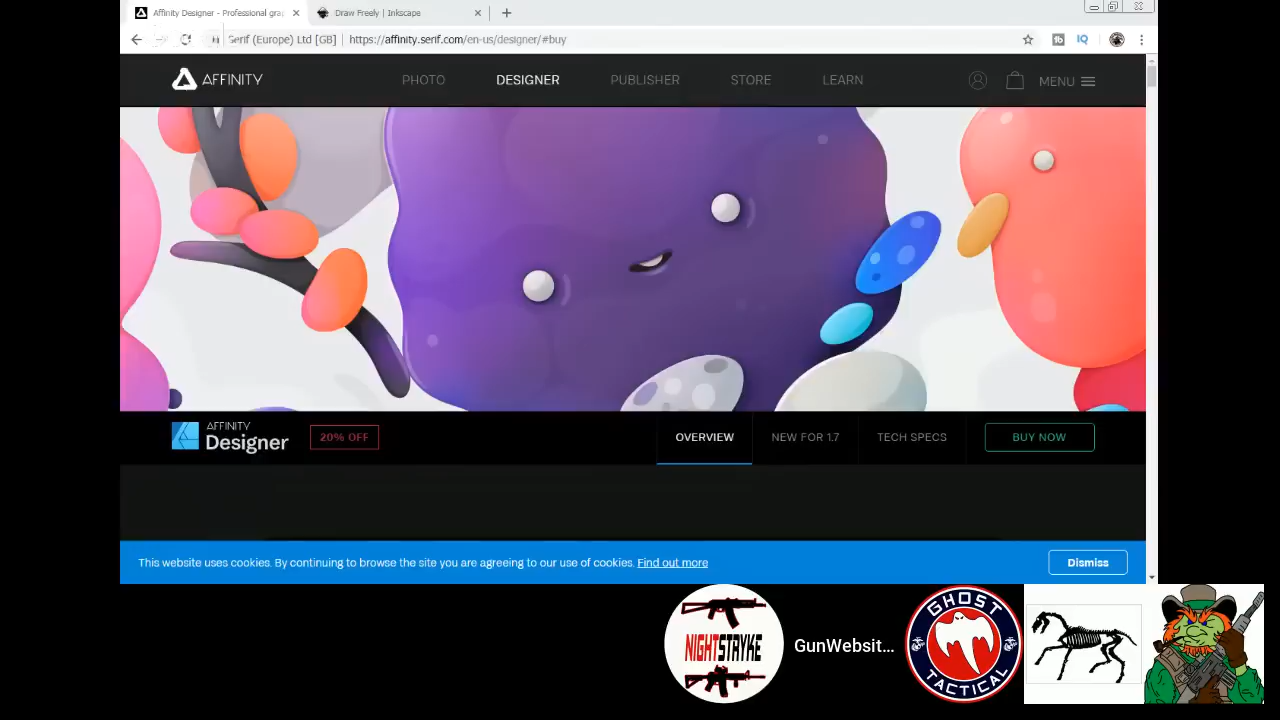 Affinity Designer - Professional grap
Draw Freely | Inkscape
Serif (Europe) Ltd [GB] | https://affinity.serif.com/en-us/designer/#buy
tb
IQ
AFFINITY
PHOTO
DESIGNER
PUBLISHER
STORE
LEARN
MENU
AFFINITY
Designer
20% OFF
OVERVIEW
NEW FOR 1.7
TECH SPECS
BUY NOW
This website uses cookies. By continuing to browse the site you are agreeing to our use of cookies. Find out more
Dismiss
NIGHTSTRYKE
GunWebsit...
GHOST
TACTICAL